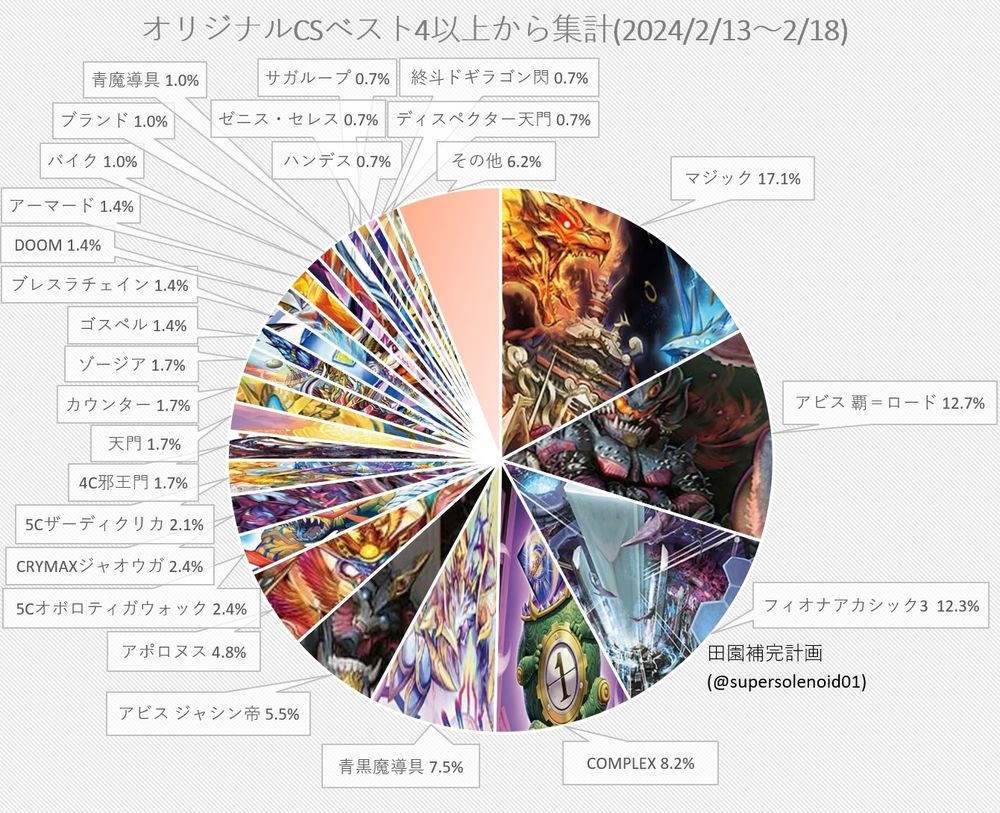 オリジナルCSベスト4以上から集計(2024/2/13～2/18)
青魔導具 1.0%
サガループ 0.7%
終斗ドギラゴン閃 0.7%
ブランド 1.0%
ゼニス・セレス 0.7%
ディスペクター天門 0.7%
バイク 1.0%
ハンデス 0.7%
その他 6.2%
マジック 17.1%
アーマード 1.4%
DOOM 1.4%
ブレスラチェイン 1.4%
ゴスペル 1.4%
ゾージア 1.7%
カウンター 1.7%
アビス 覇＝ロード 12.7%
天門 1.7%
4C邪王門 1.7%
5Cザーディクリカ 2.1%
CRYMAXジャオウガ 2.4%
5Cオボロティガウォック 2.4%
フィオナアカシック3 12.3%
アポロヌス 4.8%
田園補完計画
(@supersolenoid01)
アビス ジャシン帝 5.5%
青黒魔導具 7.5%
COMPLEX 8.2%
1